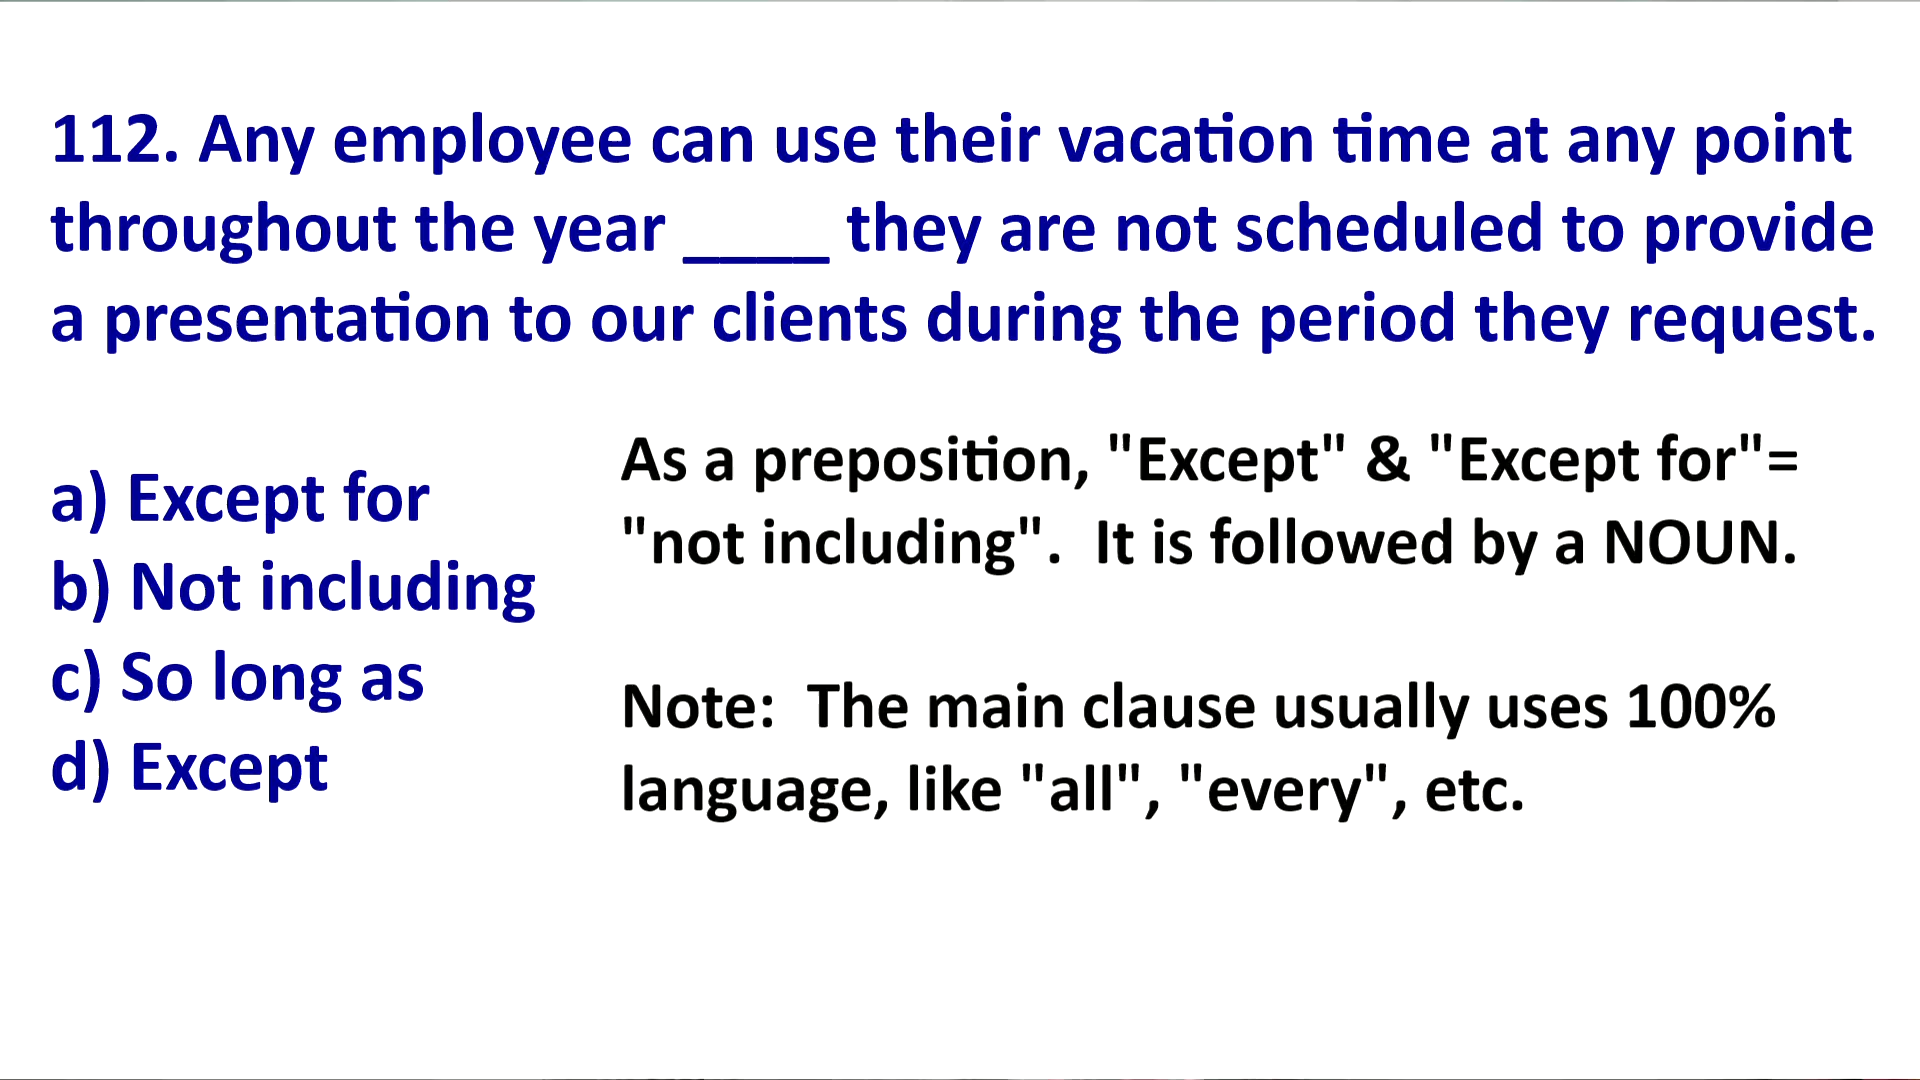 112. Any employee can use their vacation time at any point
throughout the year ____ they are not scheduled to provide
a presentation to our clients during the period they request.
a) Except for
b) Not including
c) So long as
d) Except
As a preposition, "Except" & "Except for"=
"not including".  It is followed by a NOUN.
Note:  The main clause usually uses 100%
language, like "all", "every", etc.